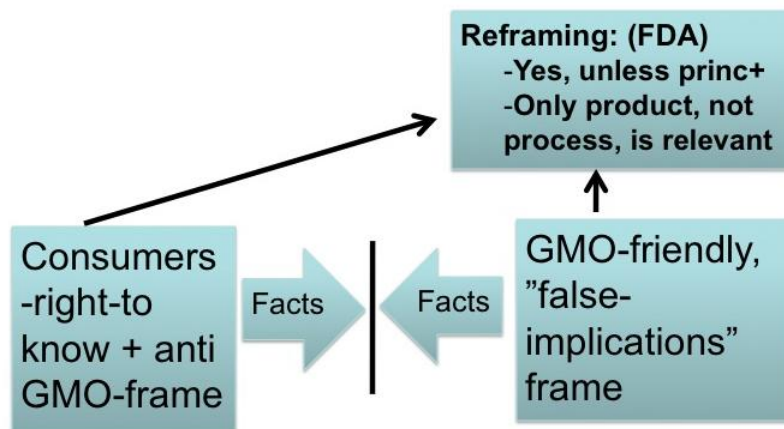 Reframing: (FDA)
-Yes, unless princ+
-Only product, not
process, is relevant
Consumers
-right-to
know + anti
GMO-frame
Facts
Facts
GMO-friendly,
”false-
implications”
frame